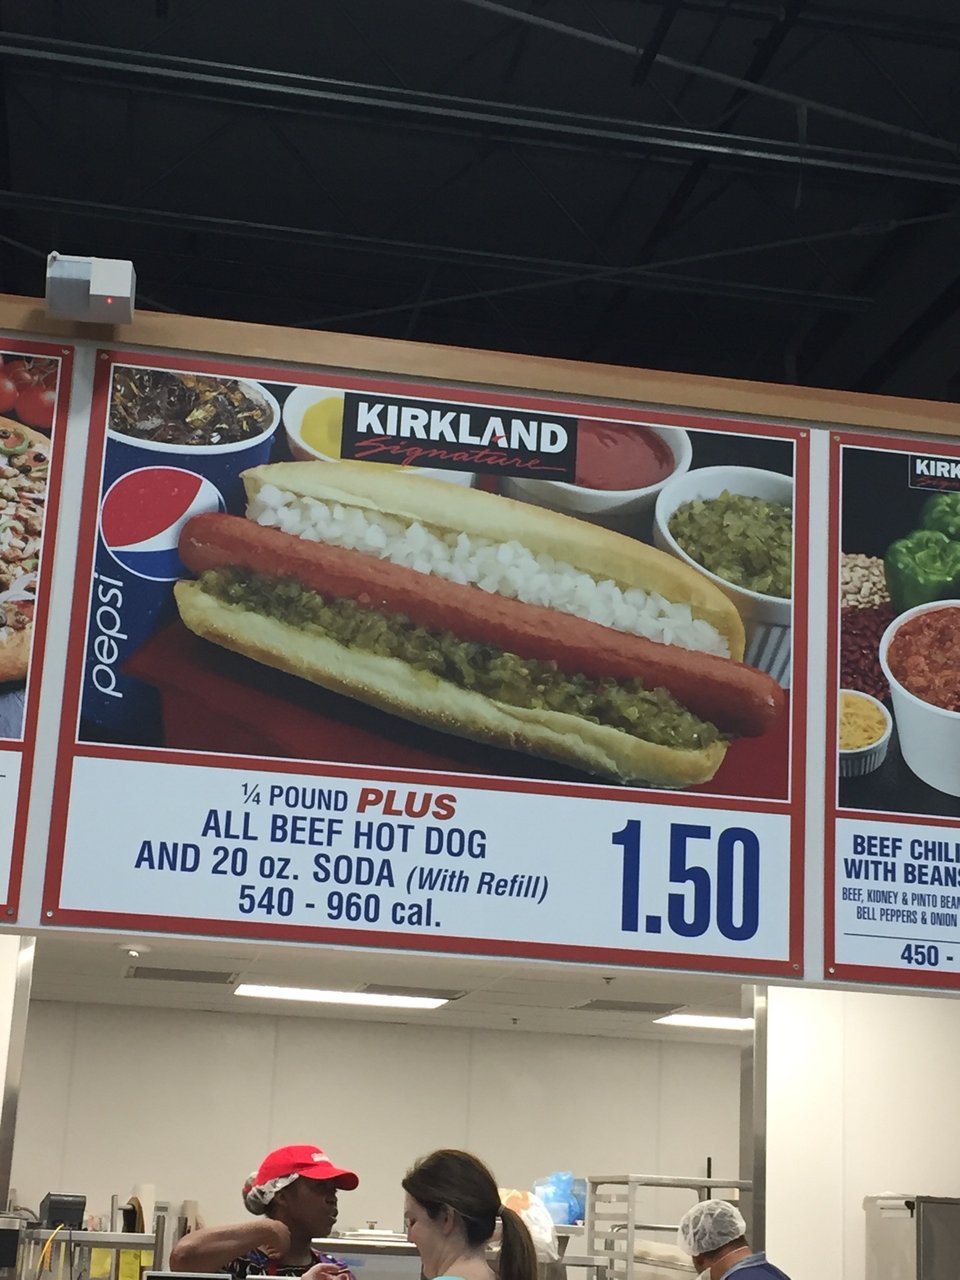 KIRKLAND
Signature
pepsi
¼ POUND PLUS
ALL BEEF HOT DOG
AND 20 oz. SODA (With Refill)
540 - 960 cal.
1.50
KIRK
BEEF CHIL
WITH BEANS
BEEF, KIDNEY & PINTO BEAN
BELL PEPPERS & ONION
450 -